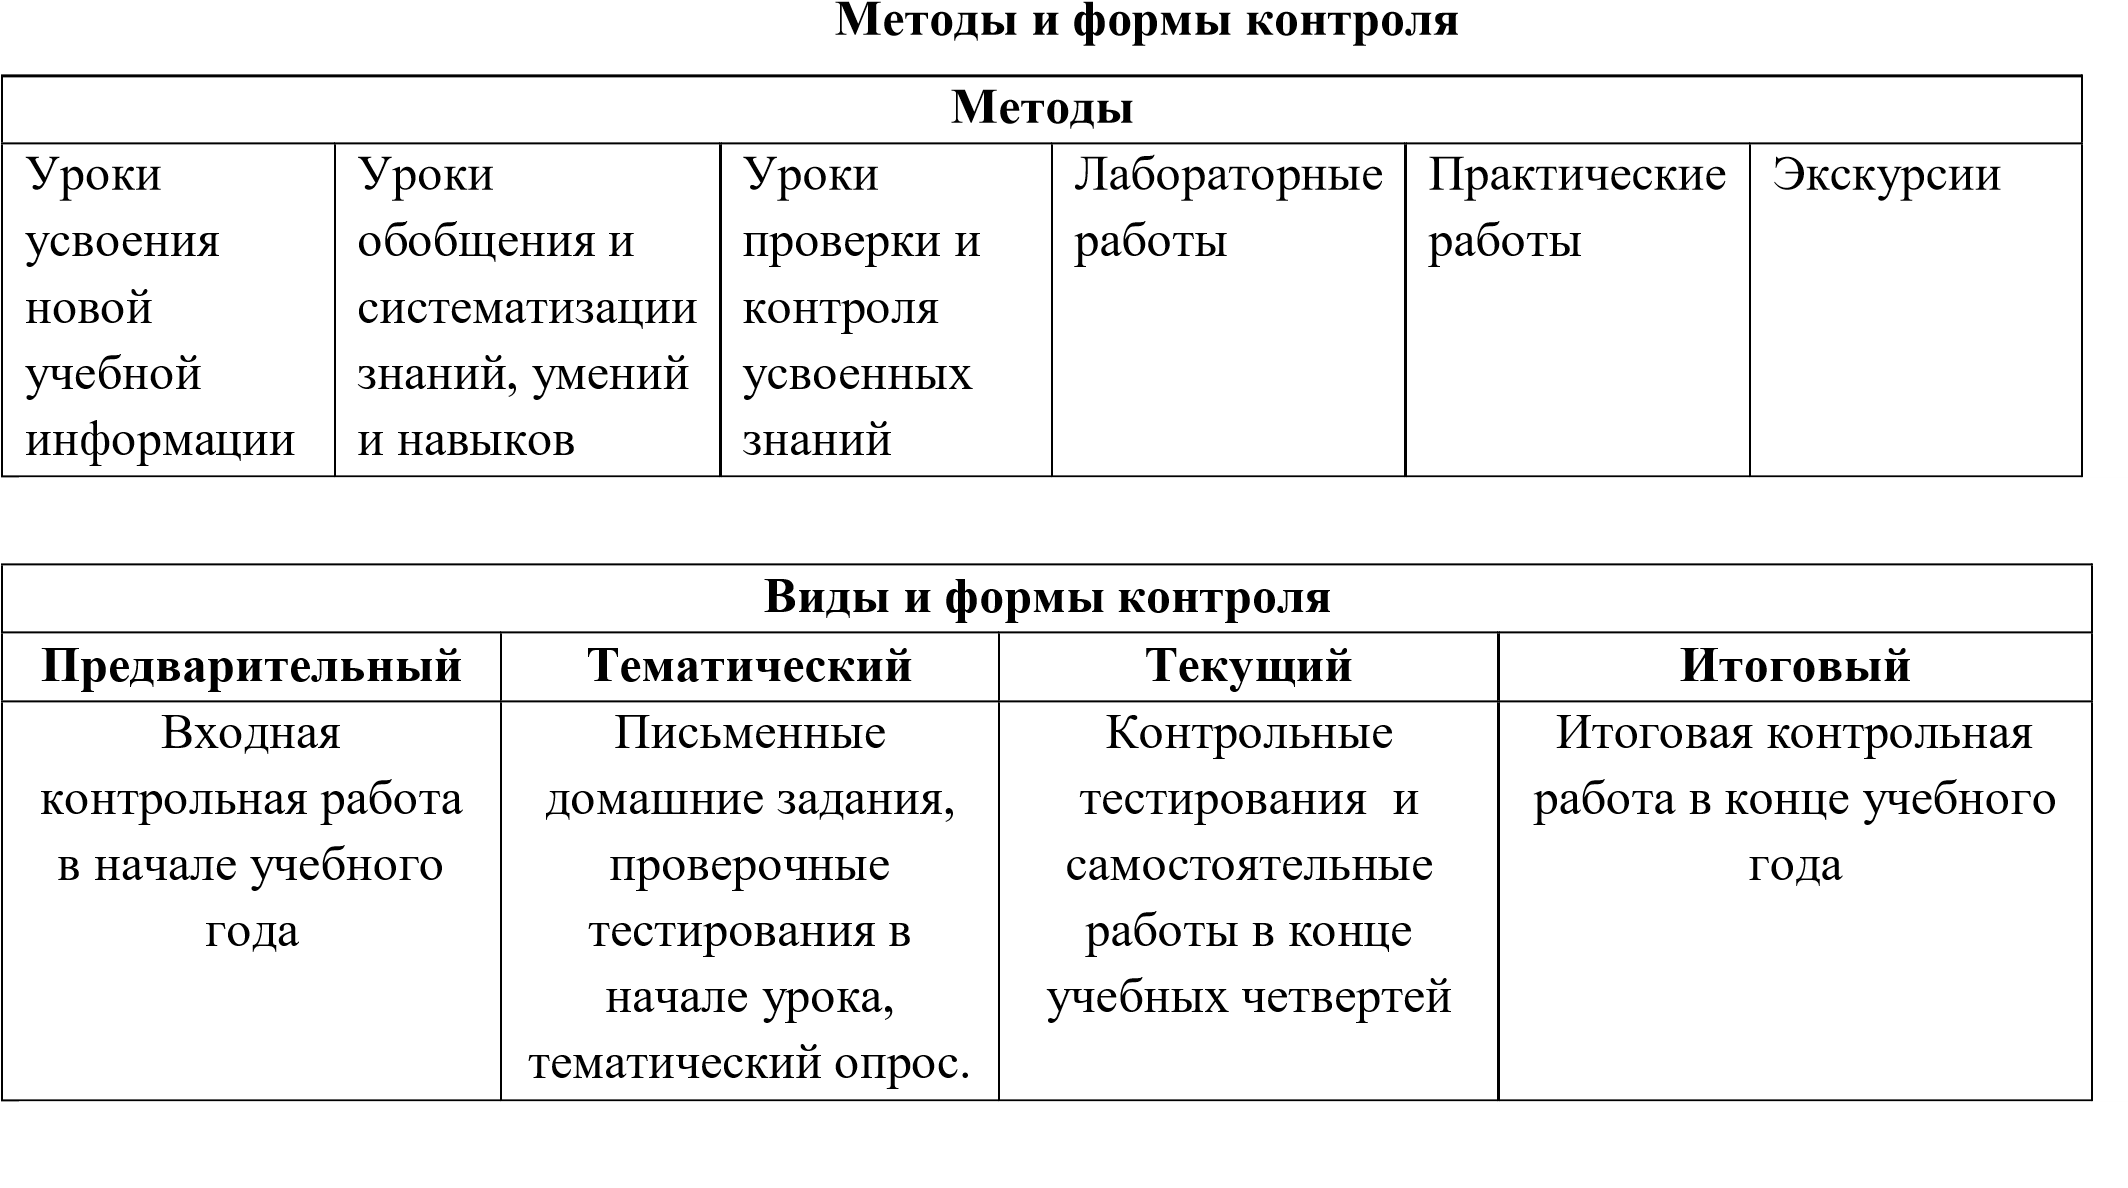 Методы и формы контроля
Методы
Уроки
усвоения
новой
учебной
информации
Уроки
обобщения и
систематизации
знаний, умений
и навыков
Уроки
проверки и
контроля
усвоенных
знаний
Лабораторные
работы
Практические
работы
Экскурсии
Виды и формы контроля
Предварительный
Тематический
Текущий
Итоговый
Входная
контрольная работа
в начале учебного
года
Письменные
домашние задания,
проверочные
тестирования в
начале урока,
тематический опрос.
Контрольные
тестирования  и
самостоятельные
работы в конце
учебных четвертей
Итоговая контрольная
работа в конце учебного
года